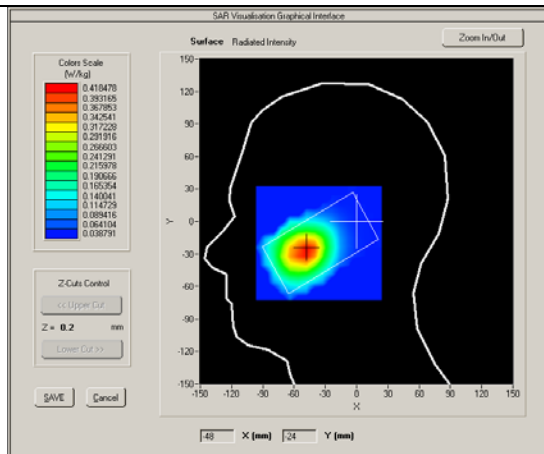 SAR Visualisation Graphical Interface
Surface Radiated Intensity
Zoom In/Out
Colors Scale
(W/kg)
0.418478
0.393165
0.367853
0.342541
0.317228
0.291916
0.266603
0.241291
0.215978
0.190666
0.165354
0.140041
0.114729
0.089416
0.064104
0.038791
Z-Cuts Control
<< Upper Cut
Z = 0.2 mm
Lower Cut >>
SAVE Cancel
150
120
90
60
30
0
-30
-60
-90
-120
-150
Y
-150 -120 -90 -60 -30 0 30 60 90 120 150
X
-48 X (mm) -24 Y (mm)